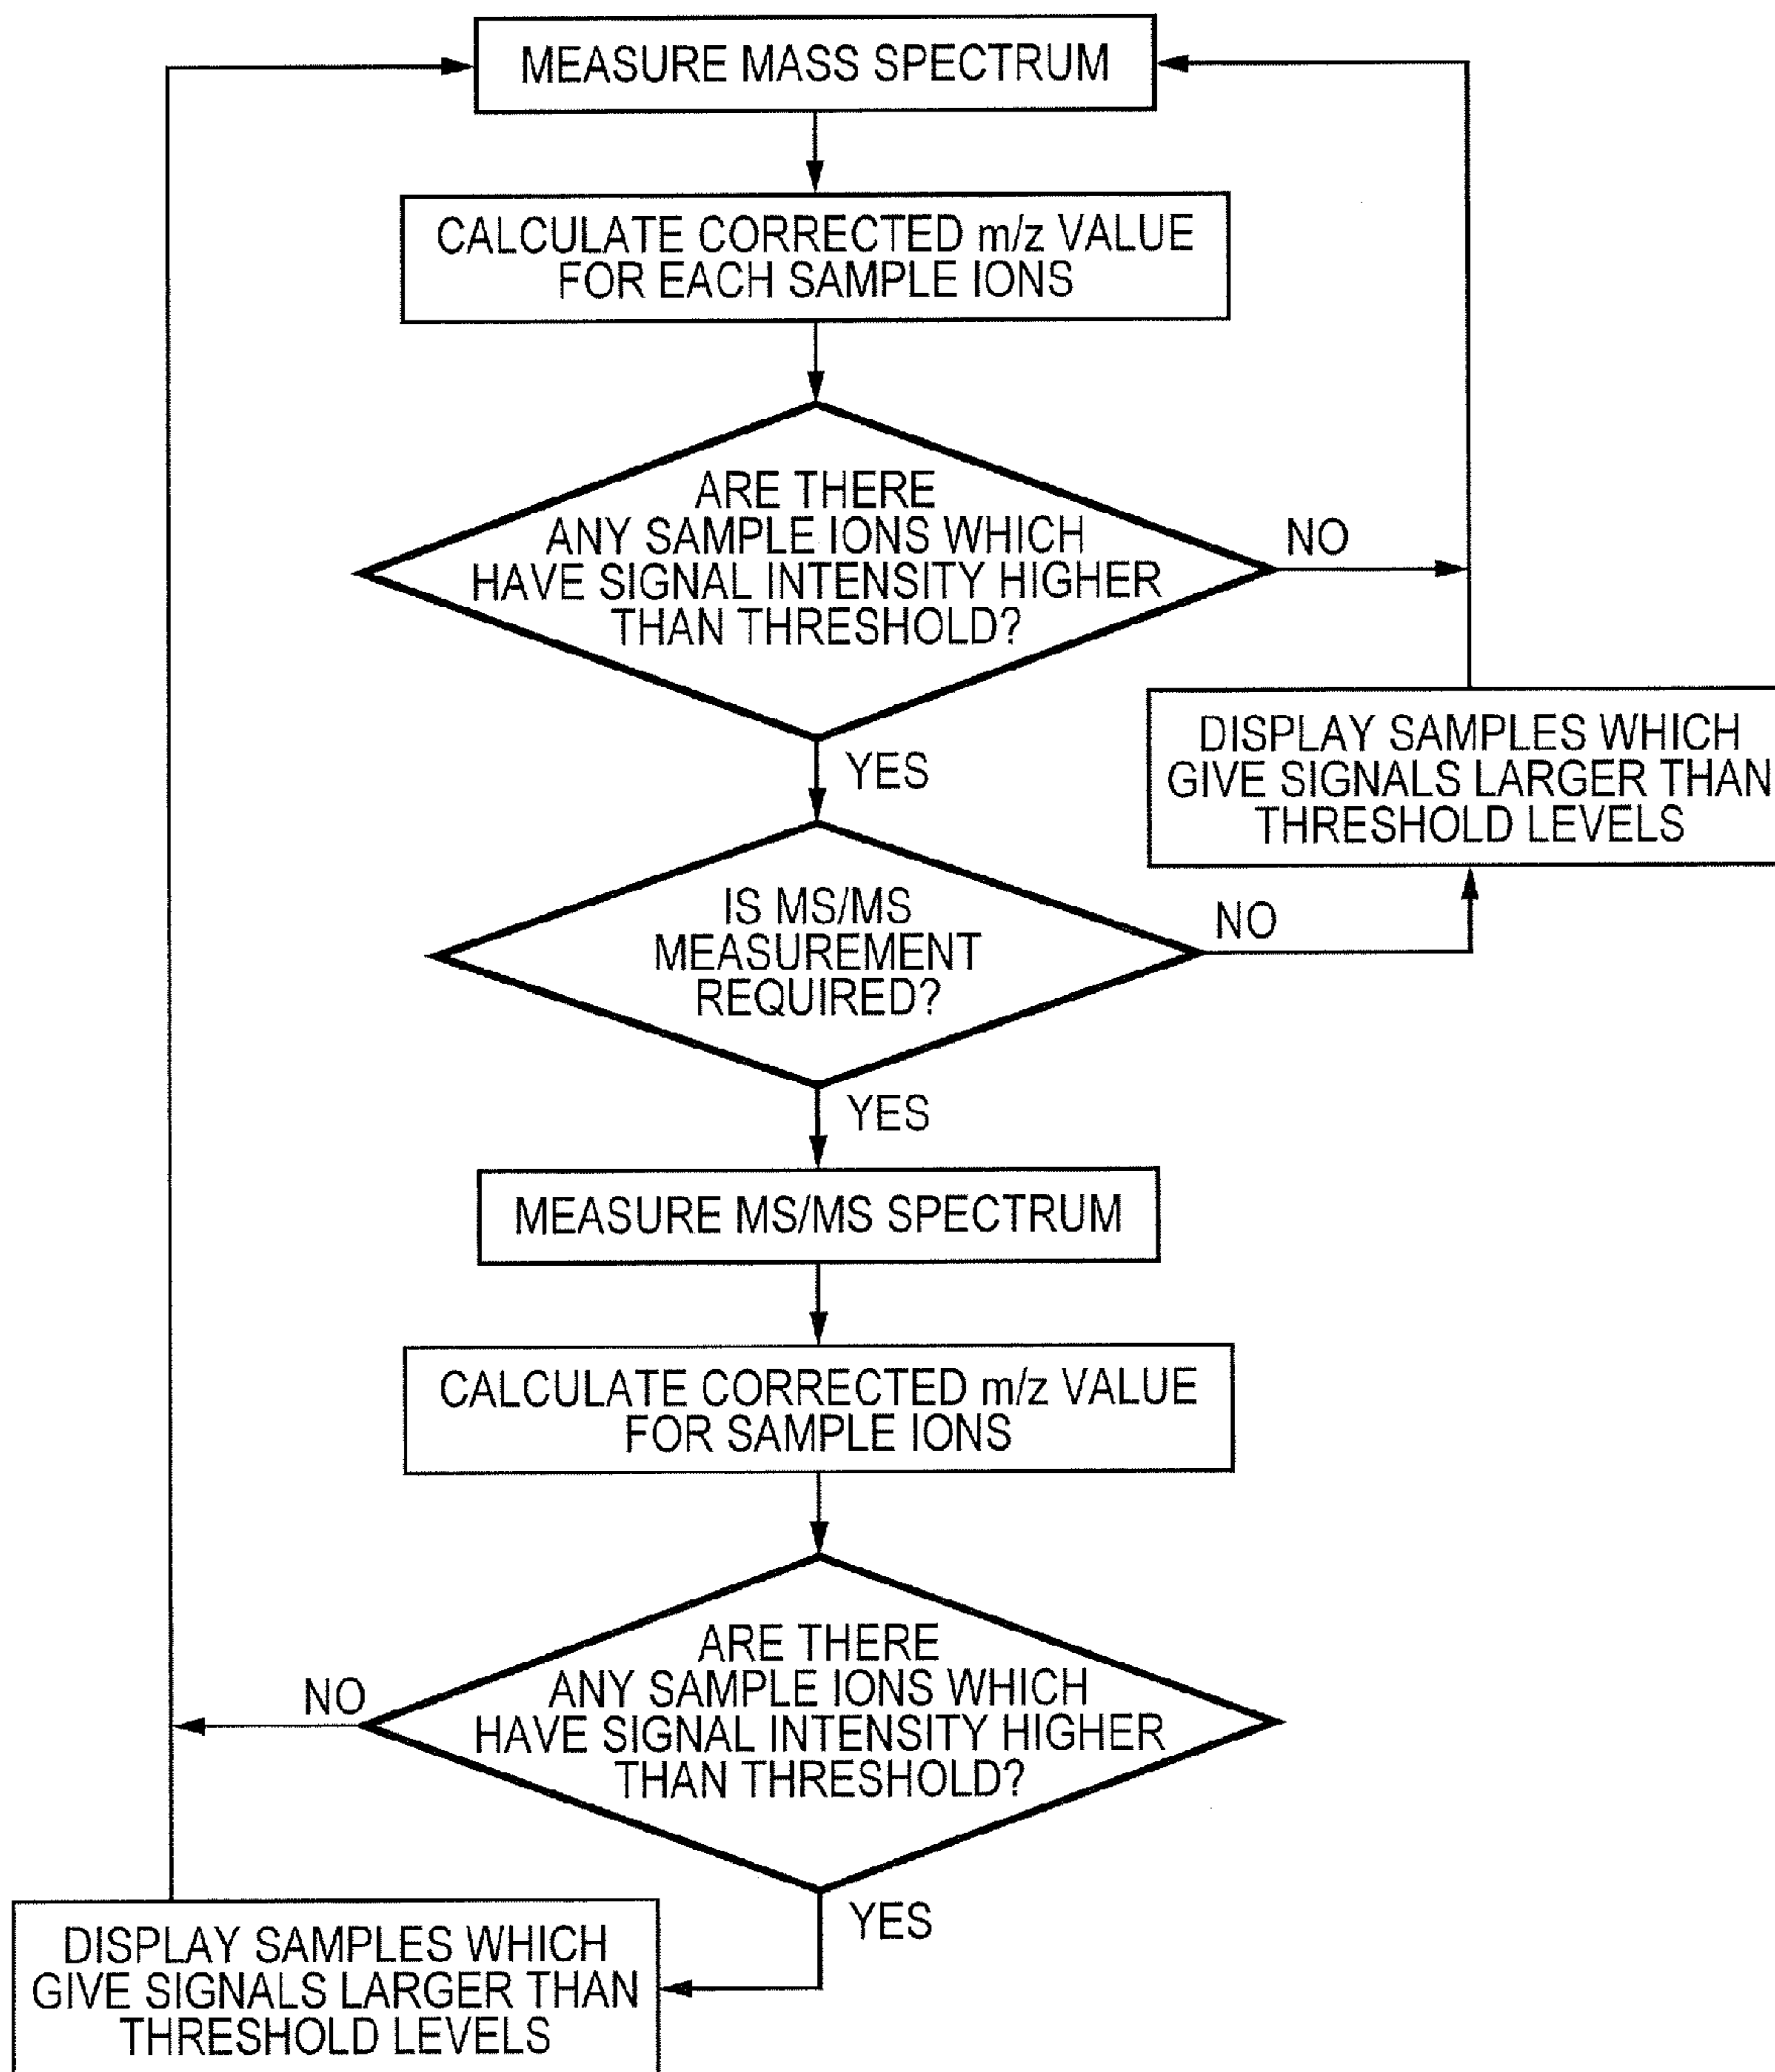 MEASURE MASS SPECTRUM
CALCULATE CORRECTED m/z VALUE
FOR EACH SAMPLE IONS
ARE THERE
ANY SAMPLE IONS WHICH
HAVE SIGNAL INTENSITY HIGHER
THAN THRESHOLD?
NO
YES
DISPLAY SAMPLES WHICH
GIVE SIGNALS LARGER THAN
THRESHOLD LEVELS
IS MS/MS
MEASUREMENT
REQUIRED?
NO
YES
MEASURE MS/MS SPECTRUM
CALCULATE CORRECTED m/z VALUE
FOR SAMPLE IONS
ARE THERE
ANY SAMPLE IONS WHICH
HAVE SIGNAL INTENSITY HIGHER
THAN THRESHOLD?
NO
YES
DISPLAY SAMPLES WHICH
GIVE SIGNALS LARGER THAN
THRESHOLD LEVELS